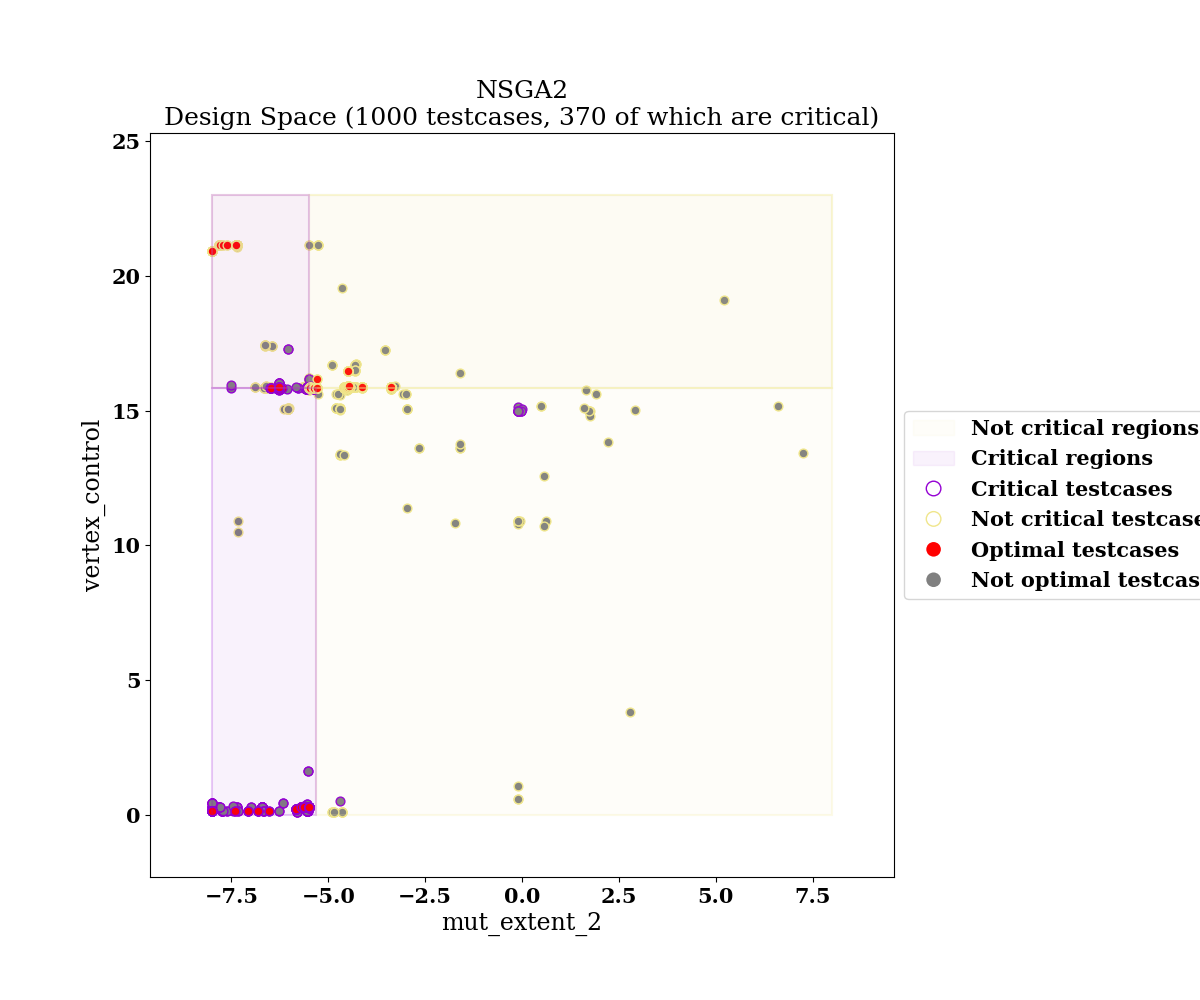 NSGA2
Design Space (1000 testcases, 370 of which are critical)
25
20
15
10
5
0
vertex_control
−7.5 −5.0 −2.5 0.0 2.5 5.0 7.5
mut_extent_2
Not critical regions
Critical regions
Critical testcases
Not critical testcase
Optimal testcases
Not optimal testcas